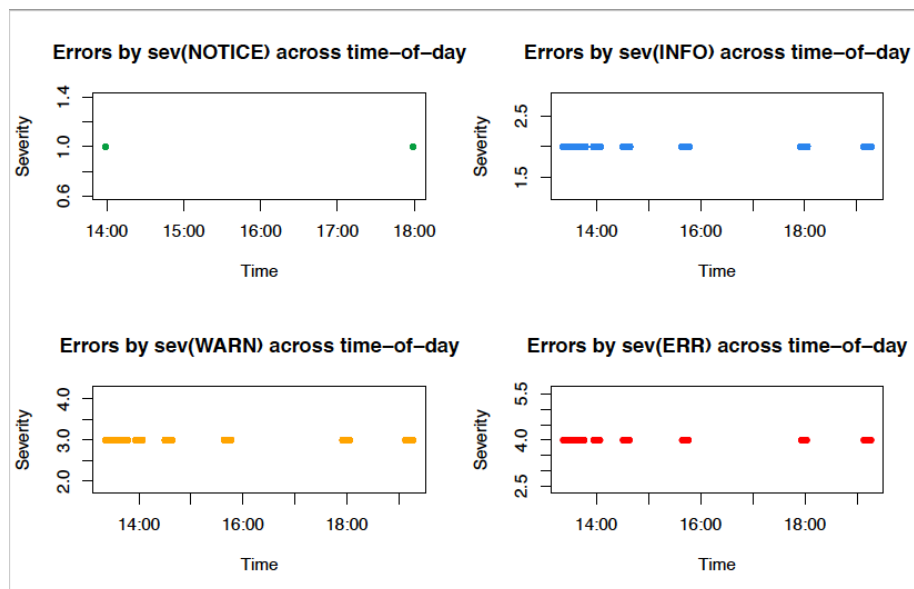 Errors by sev(NOTICE) across time–of–day
Severity
0.6 1.0 1.4
14:00 15:00 16:00 17:00 18:00
Time
Errors by sev(INFO) across time–of–day
Severity
1.5 2.5
14:00 16:00 18:00
Time
Errors by sev(WARN) across time–of–day
Severity
2.0 3.0 4.0
14:00 16:00 18:00
Time
Errors by sev(ERR) across time–of–day
Severity
2.5 4.0 5.5
14:00 16:00 18:00
Time